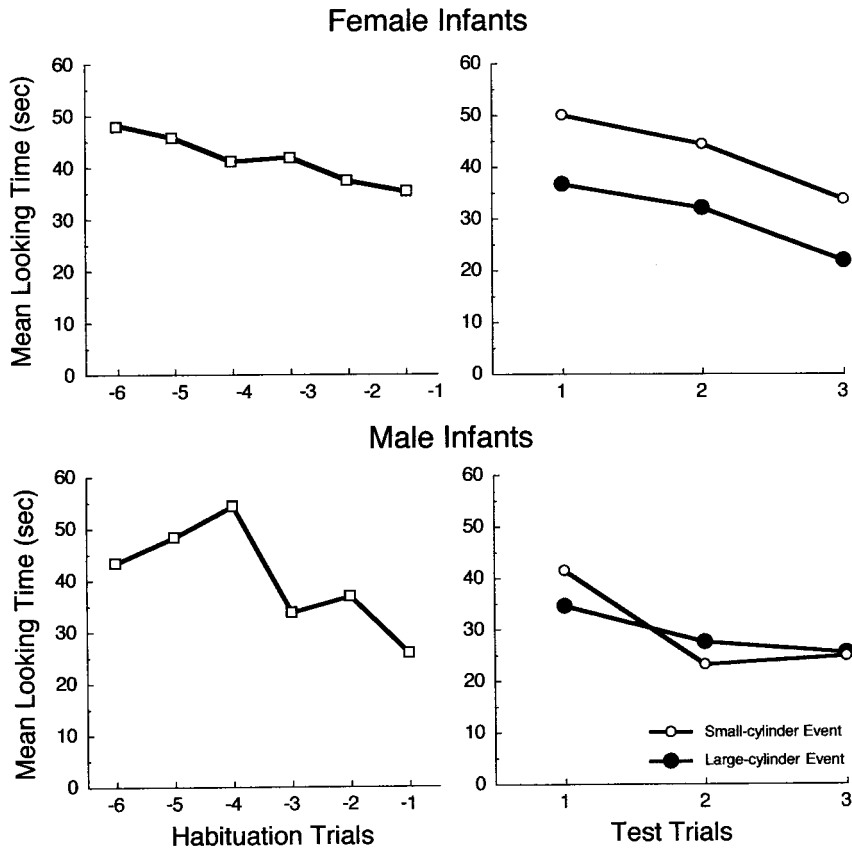 Female Infants
Mean Looking Time (sec)
60
50
40
30
20
10
0
-6 -5 -4 -3 -2 -1
60
50
40
30
20
10
0
1 2 3
Male Infants
Mean Looking Time (sec)
60
50
40
30
20
10
0
-6 -5 -4 -3 -2 -1
Habituation Trials
60
50
40
30
20
10
0
Small-cylinder Event
Large-cylinder Event
1 2 3
Test Trials